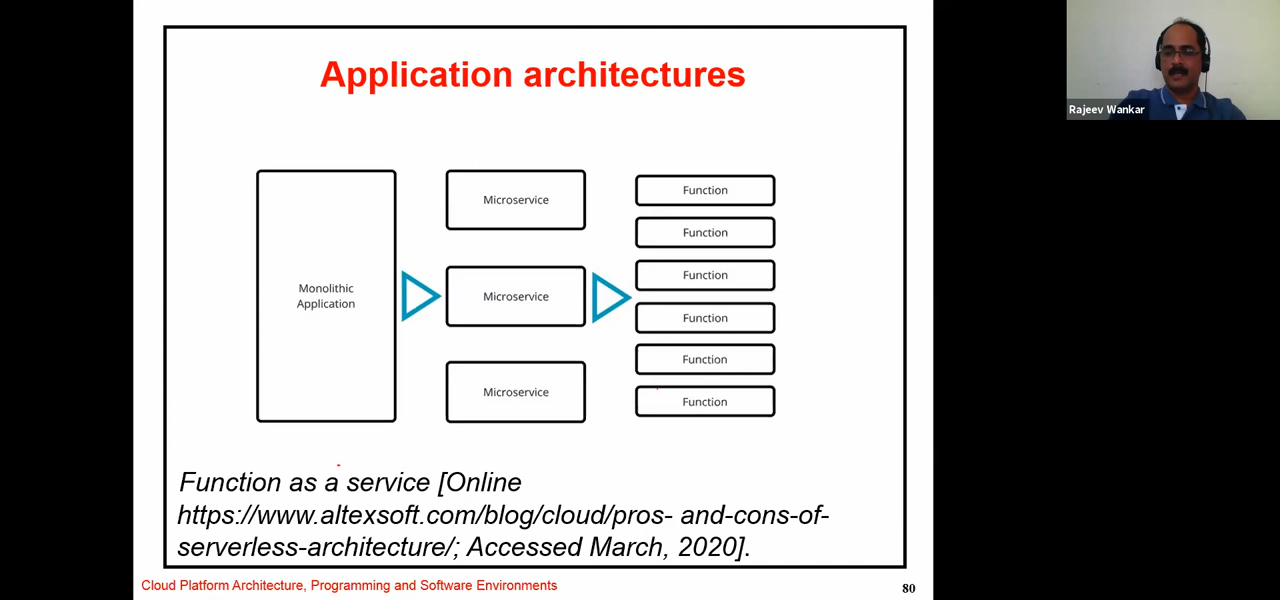 Application architectures
Rajeev Wankar
Monolithic
Application
Microservice
Microservice
Microservice
Function
Function
Function
Function
Function
Function
Function as a service [Online
https://www.altexsoft.com/blog/cloud/pros- and-cons-of-
serverless-architecture/; Accessed March, 2020].
Cloud Platform Architecture, Programming and Software Environments
80